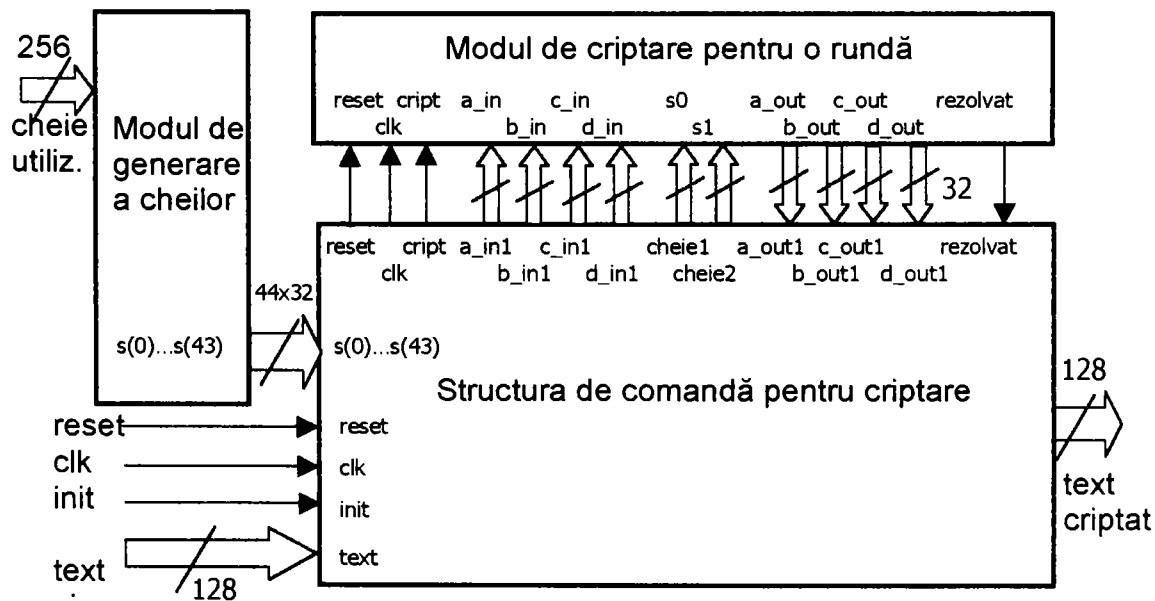 256
cheie
utiliz.
Modul de
generare
a cheilor
s(0)...s(43)
44x32
Modul de criptare pentru o rundă
reset cript a_in c_in s0 a_out c_out rezolvat
clk b_in d_in s1 b_out d_out
32
reset cript a_in1 c_in1 cheie1 a_out1 c_out1 rezolvat
clk b_in1 d_in1 cheie2 b_out1 d_out1
s(0)...s(43)
Structura de comandă pentru criptare
128
text
criptat
reset
clk
init
text
128
reset
clk
init
text